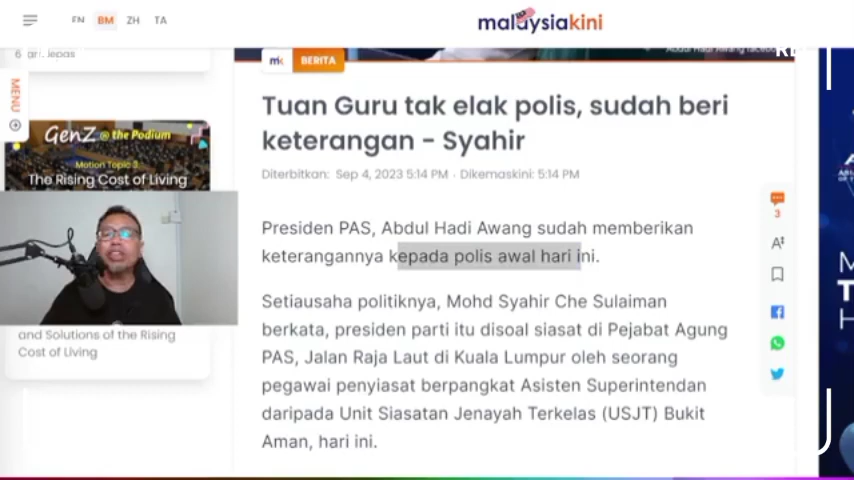 EN BM ZH TA
malaysiakini
MENU
GenZ @ the Podium
Motion Topic 3
The Rising Cost of Living
and Solutions of the Rising
Cost of Living
mk BERITA
Tuan Guru tak elak polis, sudah beri
keterangan - Syahir
Diterbitkan: Sep 4, 2023 5:14 PM · Dikemaskini: 5:14 PM
Presiden PAS, Abdul Hadi Awang sudah memberikan
keterangannya kepada polis awal hari ini.
Setiausaha politiknya, Mohd Syahir Che Sulaiman
berkata, presiden parti itu disoal siasat di Pejabat Agung
PAS, Jalan Raja Laut di Kuala Lumpur oleh seorang
pegawai penyiasat berpangkat Asisten Superintendan
daripada Unit Siasatan Jenayah Terkelas (USJT) Bukit
Aman, hari ini.
3